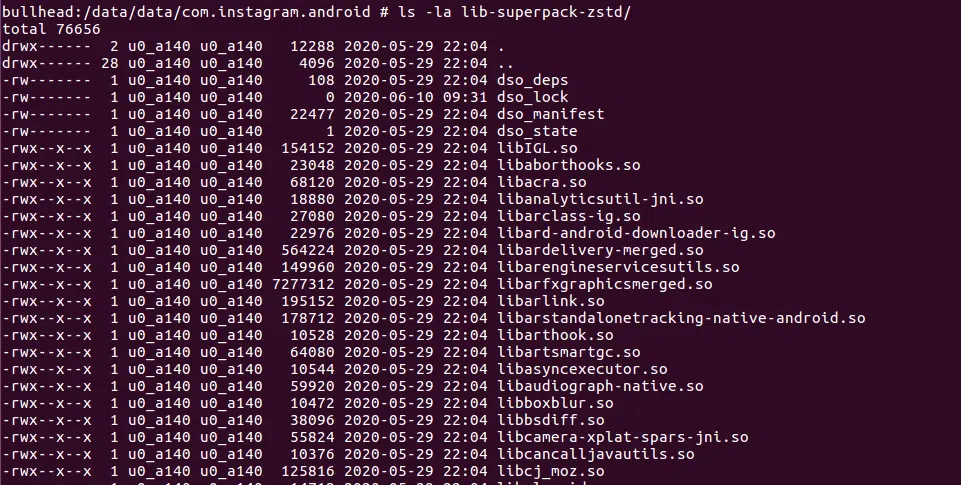 bullhead:/data/data/com.instagram.android # ls -la lib-superpack-zstd/
total 76656
drwx------  2 u0_a140 u0_a140   12288 2020-05-29 22:04 .
drwx------ 28 u0_a140 u0_a140    4096 2020-05-29 22:04 ..
-rw-------  1 u0_a140 u0_a140     108 2020-05-29 22:04 dso_deps
-rw-------  1 u0_a140 u0_a140       0 2020-06-10 09:31 dso_lock
-rw-------  1 u0_a140 u0_a140   22477 2020-05-29 22:04 dso_manifest
-rw-------  1 u0_a140 u0_a140       1 2020-05-29 22:04 dso_state
-rwx--x--x  1 u0_a140 u0_a140  154152 2020-05-29 22:04 libIGL.so
-rwx--x--x  1 u0_a140 u0_a140   23048 2020-05-29 22:04 libaborthooks.so
-rwx--x--x  1 u0_a140 u0_a140   68120 2020-05-29 22:04 libacra.so
-rwx--x--x  1 u0_a140 u0_a140   18880 2020-05-29 22:04 libanalyticsutil-jni.so
-rwx--x--x  1 u0_a140 u0_a140   27080 2020-05-29 22:04 libarclass-ig.so
-rwx--x--x  1 u0_a140 u0_a140   22976 2020-05-29 22:04 libard-android-downloader-ig.so
-rwx--x--x  1 u0_a140 u0_a140  564224 2020-05-29 22:04 libardelivery-merged.so
-rwx--x--x  1 u0_a140 u0_a140  149960 2020-05-29 22:04 libarengineservicesutils.so
-rwx--x--x  1 u0_a140 u0_a140 7277312 2020-05-29 22:04 libarfxgraphicsmerged.so
-rwx--x--x  1 u0_a140 u0_a140  195152 2020-05-29 22:04 libarlink.so
-rwx--x--x  1 u0_a140 u0_a140  178712 2020-05-29 22:04 libarstandalonetracking-native-android.so
-rwx--x--x  1 u0_a140 u0_a140   10528 2020-05-29 22:04 libarthook.so
-rwx--x--x  1 u0_a140 u0_a140   64080 2020-05-29 22:04 libartsmartgc.so
-rwx--x--x  1 u0_a140 u0_a140   10544 2020-05-29 22:04 libasyncexecutor.so
-rwx--x--x  1 u0_a140 u0_a140   59920 2020-05-29 22:04 libaudiograph-native.so
-rwx--x--x  1 u0_a140 u0_a140   10472 2020-05-29 22:04 libboxblur.so
-rwx--x--x  1 u0_a140 u0_a140   38096 2020-05-29 22:04 libbsdiff.so
-rwx--x--x  1 u0_a140 u0_a140   55824 2020-05-29 22:04 libcamera-xplat-spars-jni.so
-rwx--x--x  1 u0_a140 u0_a140   10376 2020-05-29 22:04 libcancalljavautils.so
-rwx--x--x  1 u0_a140 u0_a140  125816 2020-05-29 22:04 libcj_moz.so